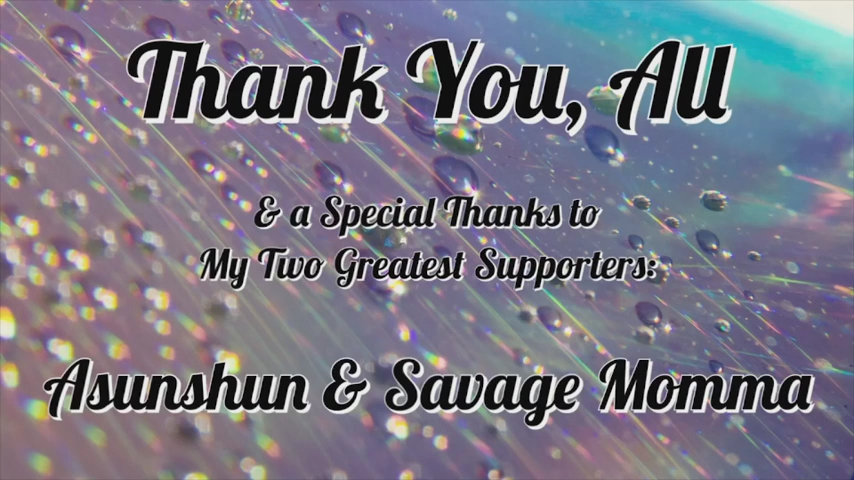 Thank You, All
& a Special Thanks to
My Two Greatest Supporters:
Asunshun & Savage Momma